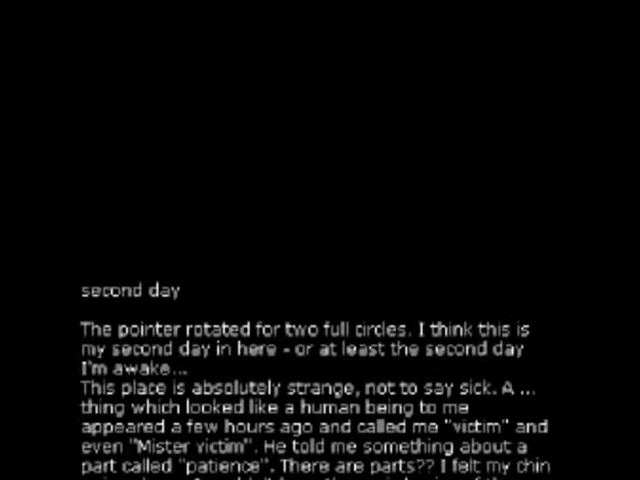 second day
The pointer rotated for two full circles. I think this is
my second day in here - or at least the second day
I'm awake...
This place is absolutely strange, not to say sick. A ...
thing which looked like a human being to me
appeared a few hours ago and called me "victim" and
even "Mister victim". He told me something about a
part called "patience". There are parts?? I felt my chin